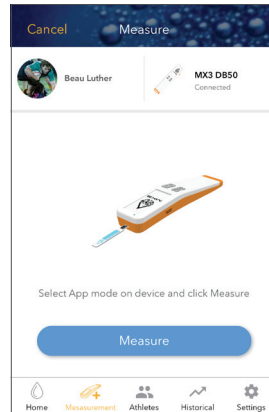 Cancel Measure
Beau Luther
MX3 DB50
Connected
Select App mode on device and click Measure
Measure
Home Measurement Athletes Historical Settings